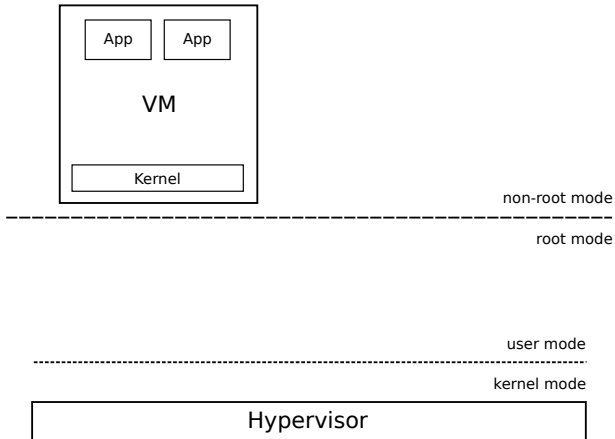 App App
VM
Kernel
non-root mode
root mode
user mode
kernel mode
Hypervisor